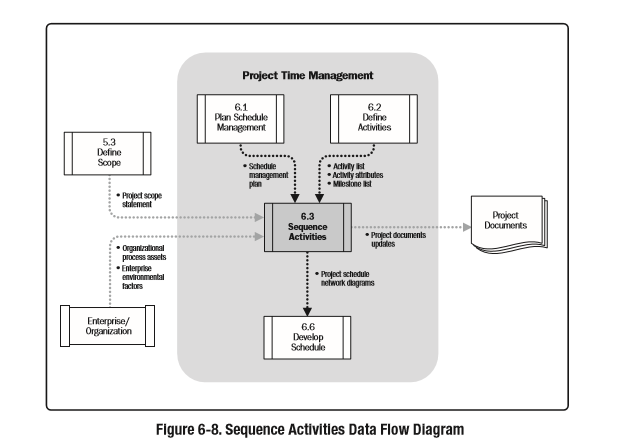 Project Time Management
6.1
Plan Schedule
Management
6.2
Define
Activities
5.3
Define
Scope
• Schedule
management
plan
• Activity list
• Activity attributes
• Milestone list
• Project scope
statement
6.3
Sequence
Activities
Project
Documents
• Project documents
updates
• Organizational
process assets
• Enterprise
environmental
factors
• Project schedule
network diagrams
Enterprise/
Organization
6.6
Develop
Schedule
Figure 6-8. Sequence Activities Data Flow Diagram